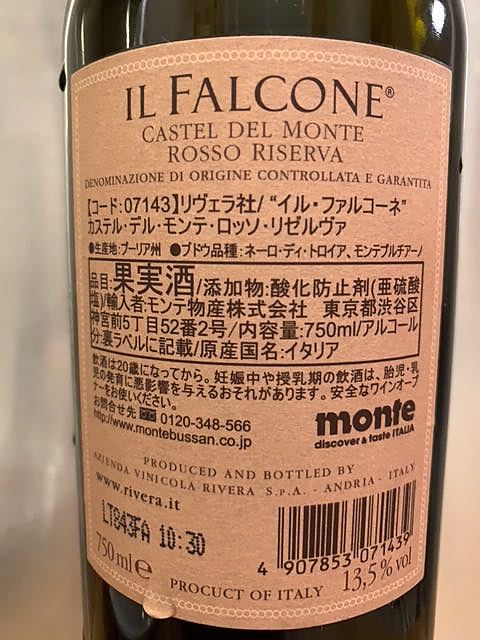 IL FALCONE®
CASTEL DEL MONTE
ROSSO RISERVA
DENOMINAZIONE DI ORIGINE CONTROLLATA E GARANTITA
【コード:07143】リヴェラ社/ “イル・ファルコーネ”
カステル・デル・モンテ・ロッソ・リゼルヴァ
●生産地:プーリア州 ●ブドウ品種:ネーロ・ディ・トロイア、モンテプルチアーノ
品目:果実酒/添加物:酸化防止剤(亜硫酸
塩)/輸入者:モンテ物産株式会社 東京都渋谷区
神宮前5丁目52番2号/内容量:750ml/アルコール
分:裏ラベルに記載/原産国名:イタリア
飲酒は20歳になってから。妊娠中や授乳期の飲酒は、胎児・乳
児の発育に悪影響を与えるおそれがあります。安全なワインオープ
ナーをお使いください。
お問合せ先 0120-348-566
http://www.montebussan.co.jp
monte
discover & taste ITALIA
PRODUCED AND BOTTLED BY
AZIENDA VINICOLA RIVERA S.P.A. - ANDRIA - ITALY
www.rivera.it
LT843FA 10:30
4 907853 071439
750 ml e
13,5% vol
PROCUCT OF ITALY